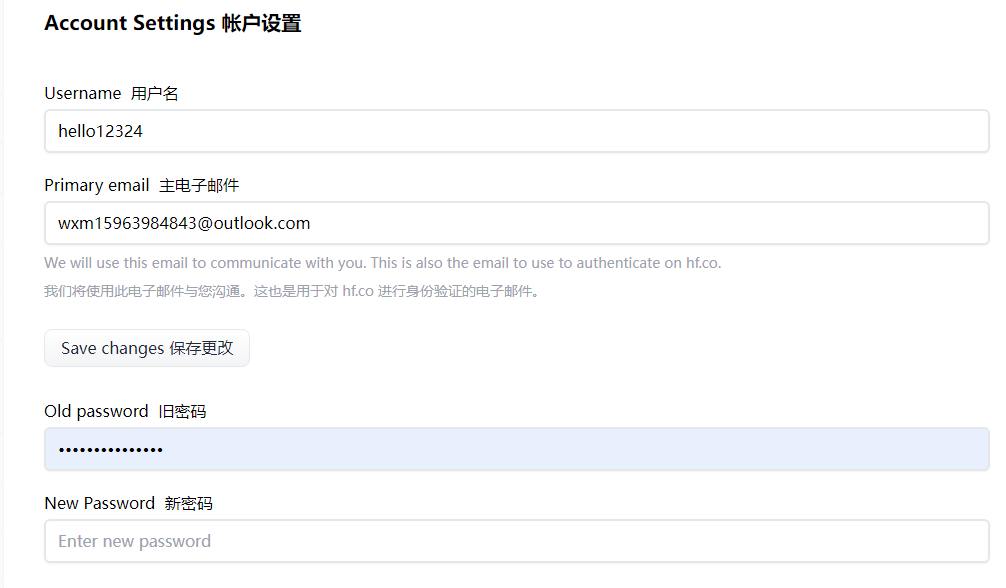 Account Settings 帐户设置
Username 用户名
hello12324
Primary email 主电子邮件
wxm15963984843@outlook.com
We will use this email to communicate with you. This is also the email to use to authenticate on hf.co.
我们将使用此电子邮件与您沟通。这也是用于对 hf.co 进行身份验证的电子邮件。
Save changes 保存更改
Old password 旧密码
•••••••••••••••
New Password 新密码
Enter new password